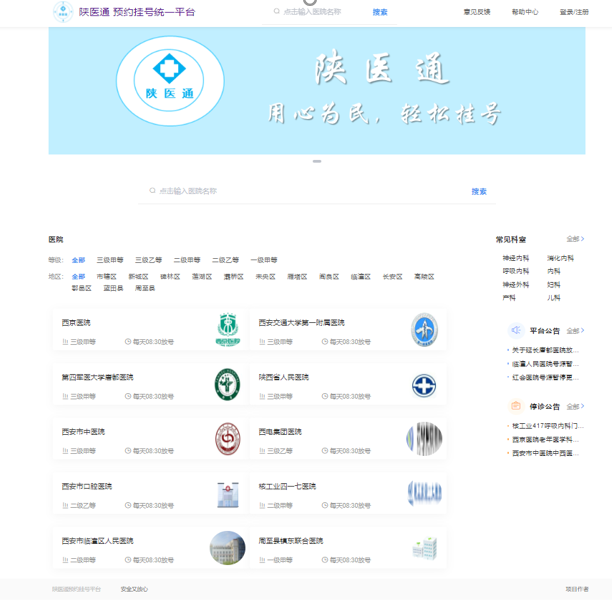 陕医通 预约挂号统一平台
点击输入医院名称 搜索
意见反馈 帮助中心 登录/注册
陕医通
陕医通
用心为民，轻松挂号
点击输入医院名称 搜索
医院
等级： 全部 三级甲等 三级乙等 二级甲等 二级乙等 一级甲等
地区： 全部 市辖区 新城区 碑林区 莲湖区 灞桥区 未央区 雁塔区 阎良区 临潼区 长安区 高陵区
鄠邑区 蓝田县 周至县
西京医院
三级甲等 每天08:30放号
西安交通大学第一附属医院
三级甲等 每天08:30放号
第四军医大学唐都医院
三级甲等 每天08:30放号
陕西省人民医院
三级甲等 每天08:30放号
西安市中医院
三级甲等 每天08:30放号
西电集团医院
三级乙等 每天08:30放号
西安市口腔医院
二级乙等 每天08:30放号
核工业四一七医院
三级甲等 每天08:30放号
西安市临潼区人民医院
二级甲等 每天08:30放号
周至县镇东联合医院
一级甲等 每天08:30放号
常见科室 全部
神经内科 消化内科
呼吸内科 内科
神经外科 妇科
产科 儿科
平台公告 全部
关于延长唐都医院放...
临潼人民医院号源暂...
红会医院号源暂停第...
停诊公告 全部
核工业417呼吸内科门...
西京医院老年医学科...
西安市中医院中西医...
陕医通预约挂号平台 安全又放心 项目作者